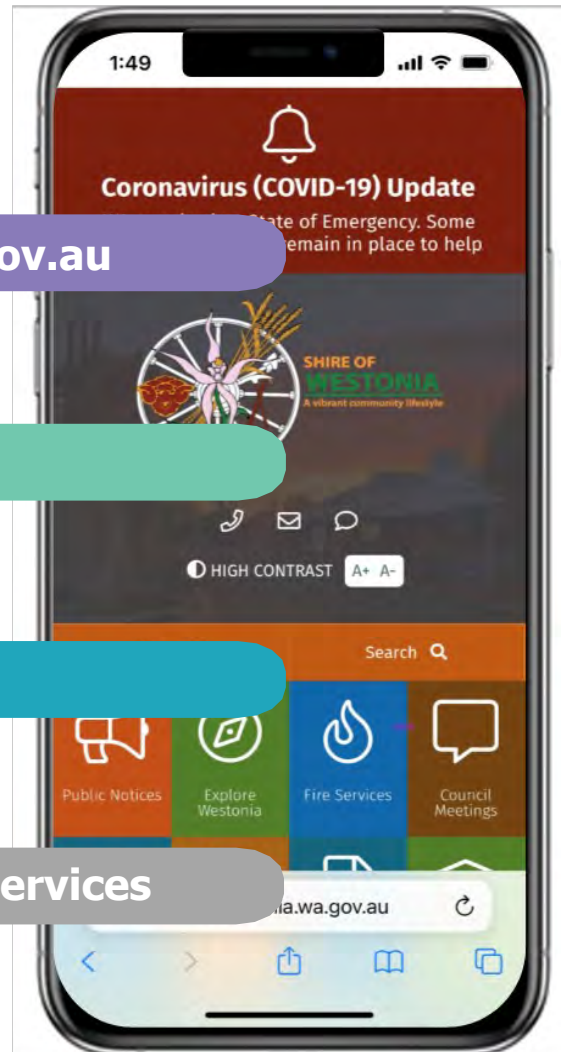 1:49
Coronavirus (COVID-19) Update
State of Emergency. Some
remain in place to help
ov.au
SHIRE OF
WESTONIA
A vibrant community lifestyle
HIGH CONTRAST A+ A-
Search
Public Notices Explore Westonia Fire Services Council Meetings
ervices
ia.wa.gov.au